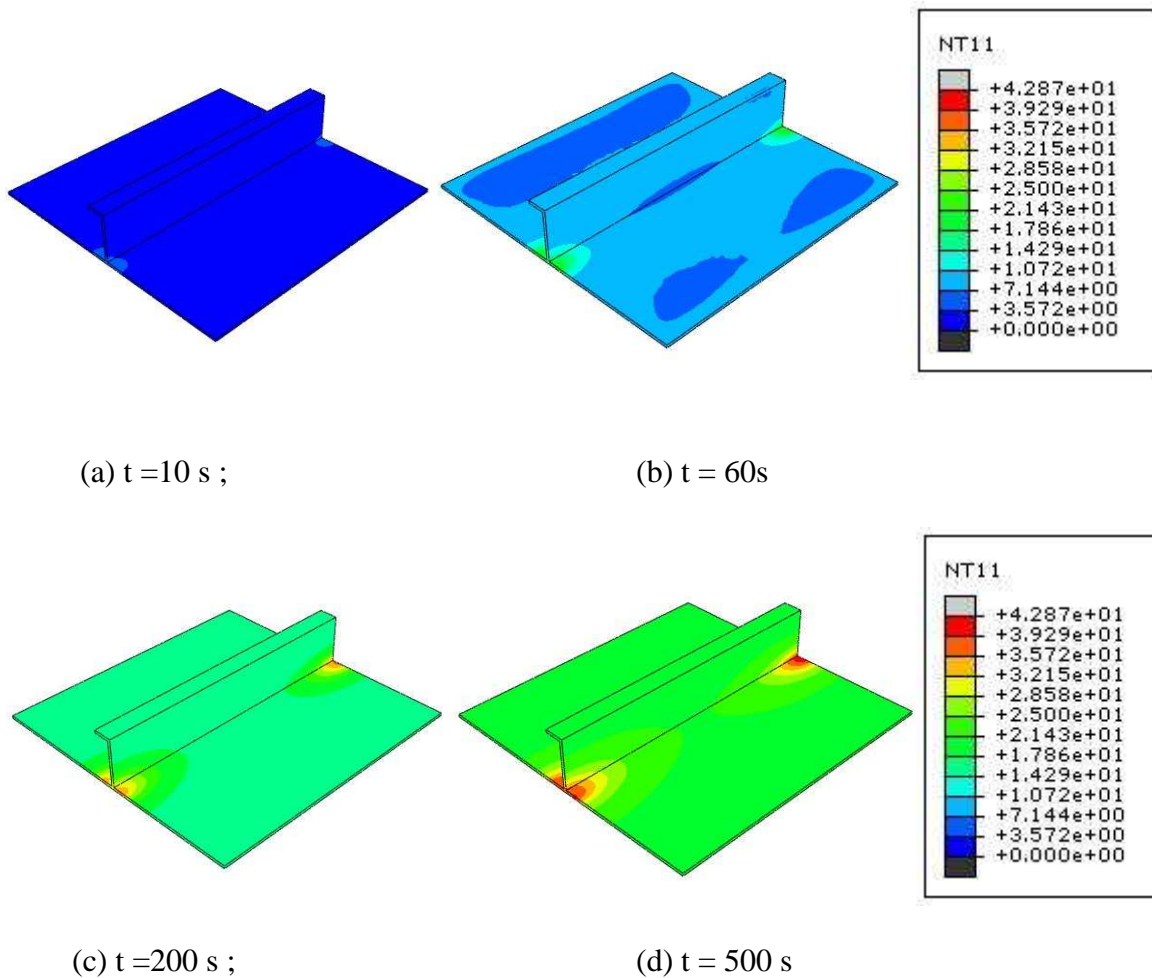 NT11
+4.287e+01
+3.929e+01
+3.572e+01
+3.215e+01
+2.858e+01
+2.500e+01
+2.143e+01
+1.786e+01
+1.429e+01
+1.072e+01
+7.144e+00
+3.572e+00
+0.000e+00
(a) t =10 s ;
(b) t = 60s
NT11
+4.287e+01
+3.929e+01
+3.572e+01
+3.215e+01
+2.858e+01
+2.500e+01
+2.143e+01
+1.786e+01
+1.429e+01
+1.072e+01
+7.144e+00
+3.572e+00
+0.000e+00
(c) t =200 s ;
(d) t = 500 s